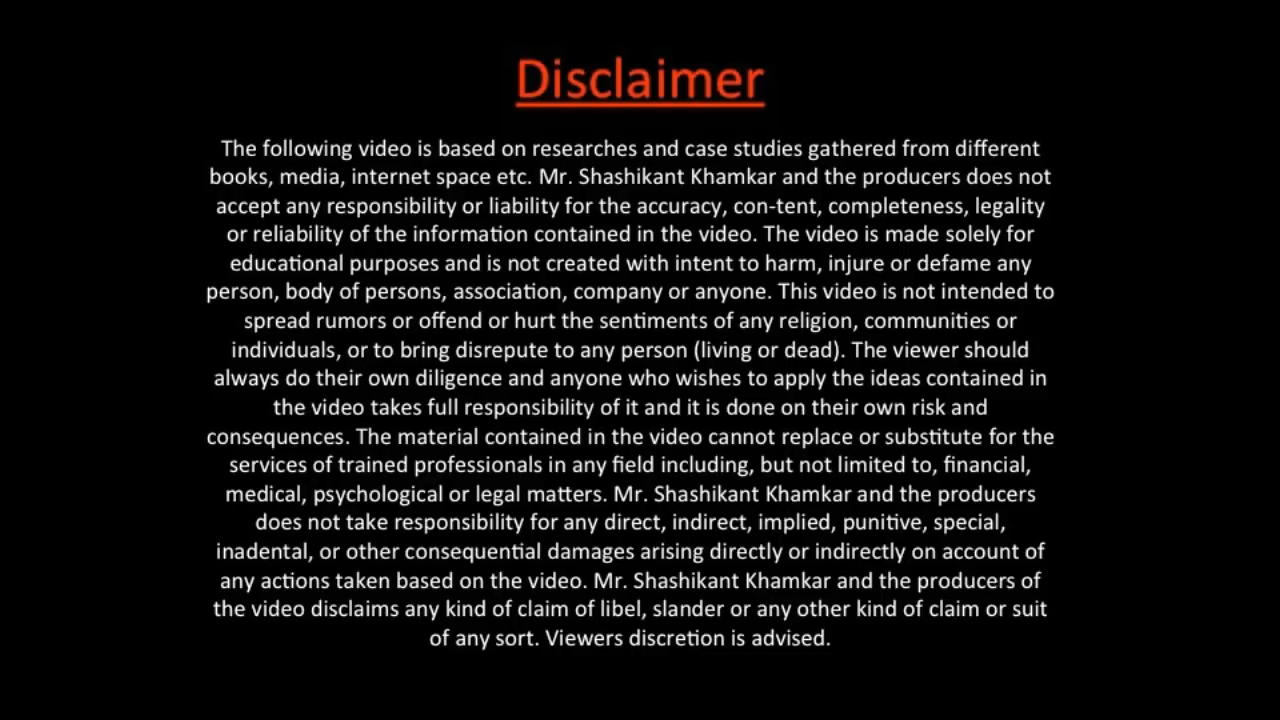 Disclaimer
The following video is based on researches and case studies gathered from different
books, media, internet space etc. Mr. Shashikant Khamkar and the producers does not
accept any responsibility or liability for the accuracy, con-tent, completeness, legality
or reliability of the information contained in the video. The video is made solely for
educational purposes and is not created with intent to harm, injure or defame any
person, body of persons, association, company or anyone. This video is not intended to
spread rumors or offend or hurt the sentiments of any religion, communities or
individuals, or to bring disrepute to any person (living or dead). The viewer should
always do their own diligence and anyone who wishes to apply the ideas contained in
the video takes full responsibility of it and it is done on their own risk and
consequences. The material contained in the video cannot replace or substitute for the
services of trained professionals in any field including, but not limited to, financial,
medical, psychological or legal matters. Mr. Shashikant Khamkar and the producers
does not take responsibility for any direct, indirect, implied, punitive, special,
inadental, or other consequential damages arising directly or indirectly on account of
any actions taken based on the video. Mr. Shashikant Khamkar and the producers of
the video disclaims any kind of claim of libel, slander or any other kind of claim or suit
of any sort. Viewers discretion is advised.